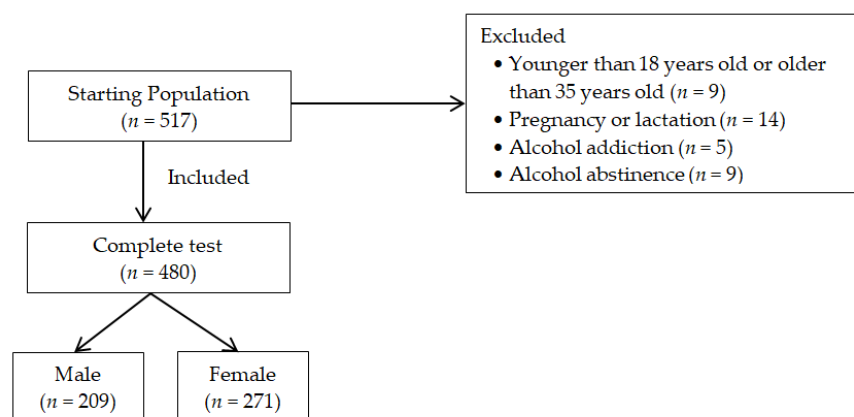 Starting Population
(n = 517)
Excluded
• Younger than 18 years old or older
than 35 years old (n = 9)
• Pregnancy or lactation (n = 14)
• Alcohol addiction (n = 5)
• Alcohol abstinence (n = 9)
Included
Complete test
(n = 480)
Male
(n = 209)
Female
(n = 271)